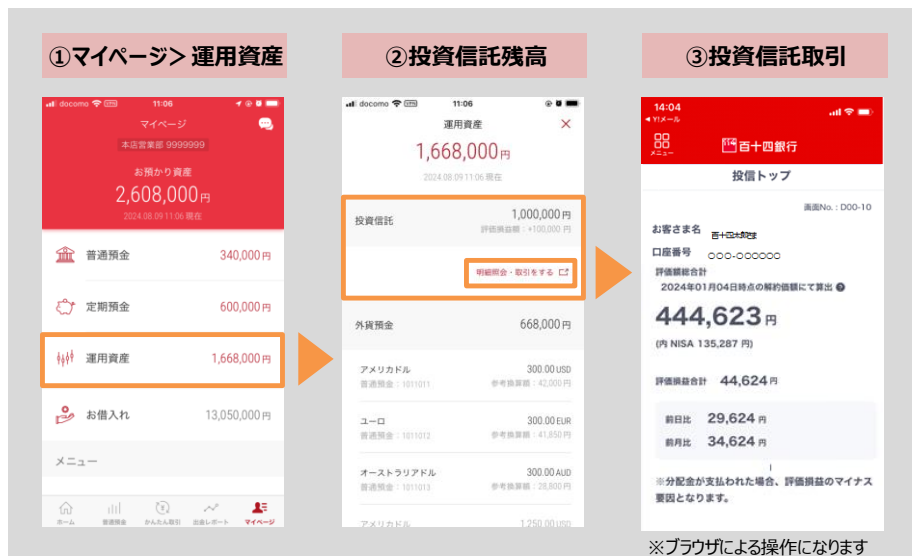 ①マイページ＞運用資産
docomo
VPN
11:06
マイページ
本店営業部 9999999
お預かり資産
2,608,000円
2024.08.09 11:06 現在
普通預金 340,000円
定期預金 600,000円
運用資産 1,668,000円
お借入れ 13,050,000円
メニュー
ホーム 普通預金 かんたん取引 出金レポート マイページ
②投資信託残高
docomo
VPN
11:06
運用資産 ×
1,668,000円
2024.08.09 11:06 現在
投資信託 1,000,000円
評価損益額：+100,000 円
明細照会・取引をする
外貨預金 668,000円
アメリカドル 300.00 USD
普通預金：1011011 参考換算額：42,000円
ユーロ 300.00 EUR
普通預金：1011012 参考換算額：41,850円
オーストラリアドル 300.00 AUD
普通預金：1011013 参考換算額：28,800円
アメリカドル 1,250.00 USD
③投資信託取引
14:04
◀ Y!メール
メニュー
114 百十四銀行
投信トップ
画面No.：D00-10
お客さま名
口座番号 000-000000
評価額総合計
2024年01月04日時点の解約価額にて算出
444,623 円
(内 NISA 135,287 円)
評価損益合計 44,624 円
前日比 29,624 円
前月比 34,624 円
※分配金が支払われた場合、評価損益のマイナス
要因となります。
※ブラウザによる操作になります